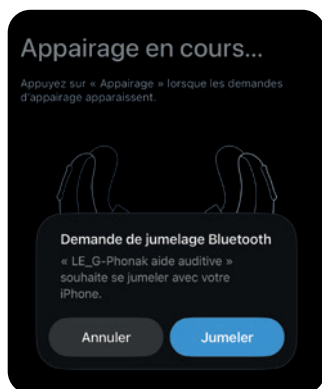 Appairage en cours...
Appuyez sur « Appairage » lorsque les demandes
d'appairage apparaissent.
Demande de jumelage Bluetooth
« LE_G-Phonak aide auditive »
souhaite se jumeler avec votre
iPhone.
Annuler
Jumeler